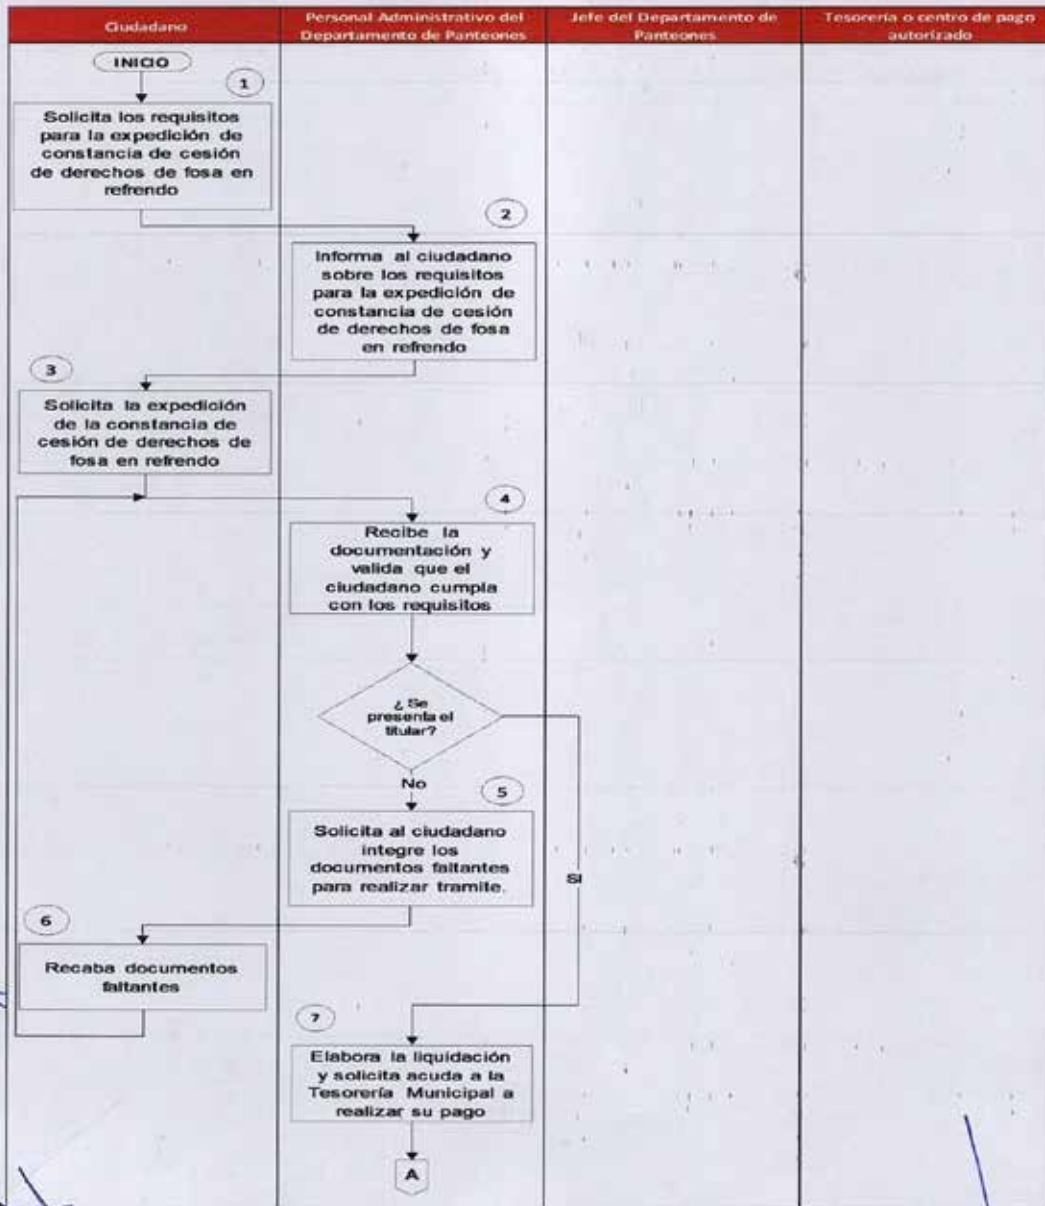 Ciudadano
Personal Administrativo del
Departamento de Panteones
Jefe del Departamento de
Panteones
Tesorería o centro de pago
autorizado
INICIO
1
Solicita los requisitos
para la expedición de
constancia de cesión
de derechos de fosa en
refrendo
2
Informa al ciudadano
sobre los requisitos
para la expedición de
constancia de cesión
de derechos de fosa
en refrendo
3
Solicita la expedición
de la constancia de
cesión de derechos de
fosa en refrendo
4
Recibe la
documentación y
valida que el
ciudadano cumpla
con los requisitos
¿ Se
presenta el
titular?
No
5
Solicita al ciudadano
integre los
documentos faltantes
para realizar tramite.
SI
6
Recaba documentos
faltantes
7
Elabora la liquidación
y solicita acuda a la
Tesorería Municipal a
realizar su pago
A